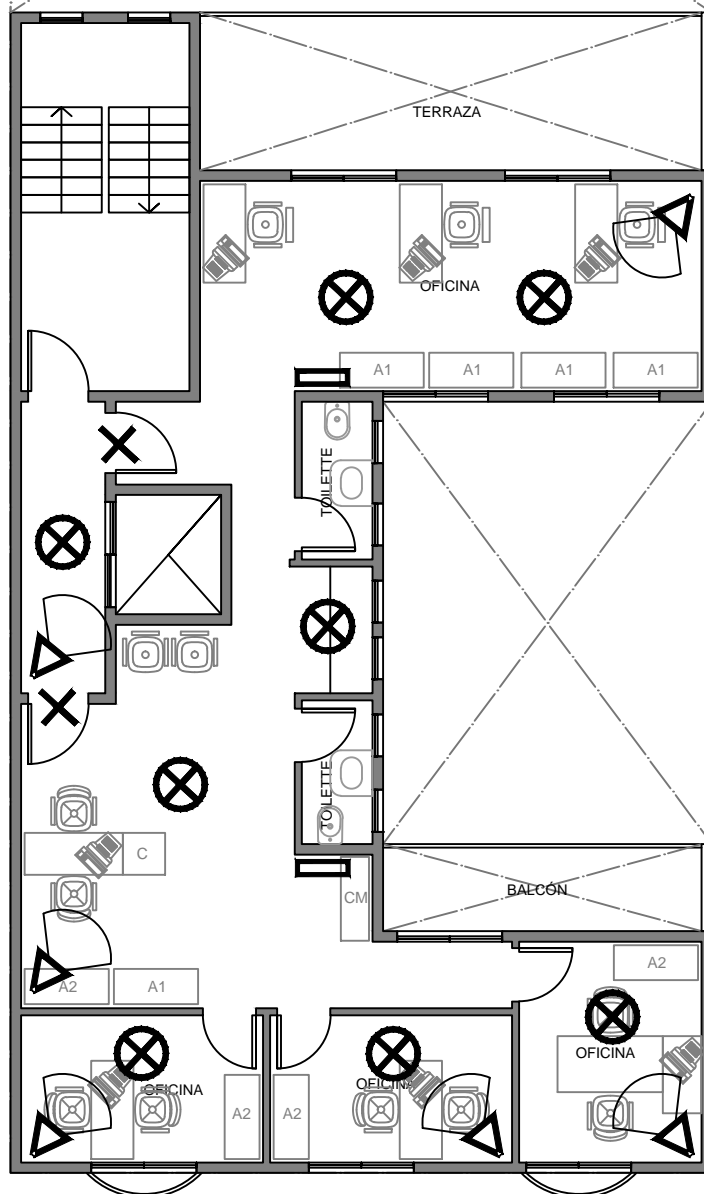 TERRAZA
OFICINA
A1
A1
A1
A1
TOILETTE
TOILETTE
C
CM
BALCÓN
A2
A1
A2
OFICINA
OFICINA
OFICINA
A2
A2